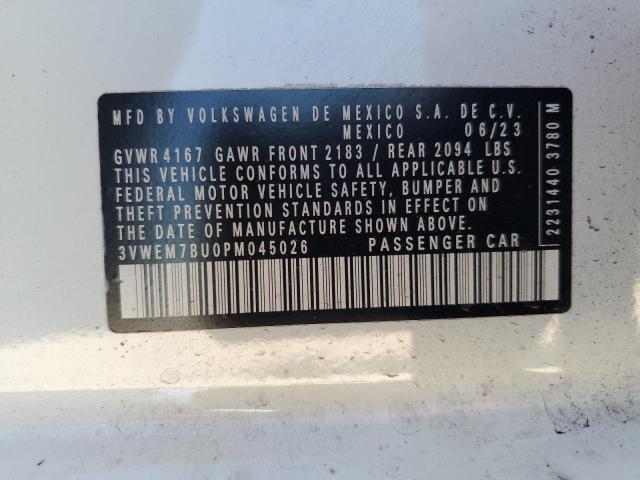 MFD BY VOLKSWAGEN DE MEXICO S.A. DE C.V.
MEXICO 06/23
GVWR 4167 GAWR FRONT 2183 / REAR 2094 LBS
THIS VEHICLE CONFORMS TO ALL APPLICABLE U.S.
FEDERAL MOTOR VEHICLE SAFETY, BUMPER AND
THEFT PREVENTION STANDARDS IN EFFECT ON
THE DATE OF MANUFACTURE SHOWN ABOVE.
3VWEM7BU0PM045026 PASSENGER CAR
2231440 3780 M